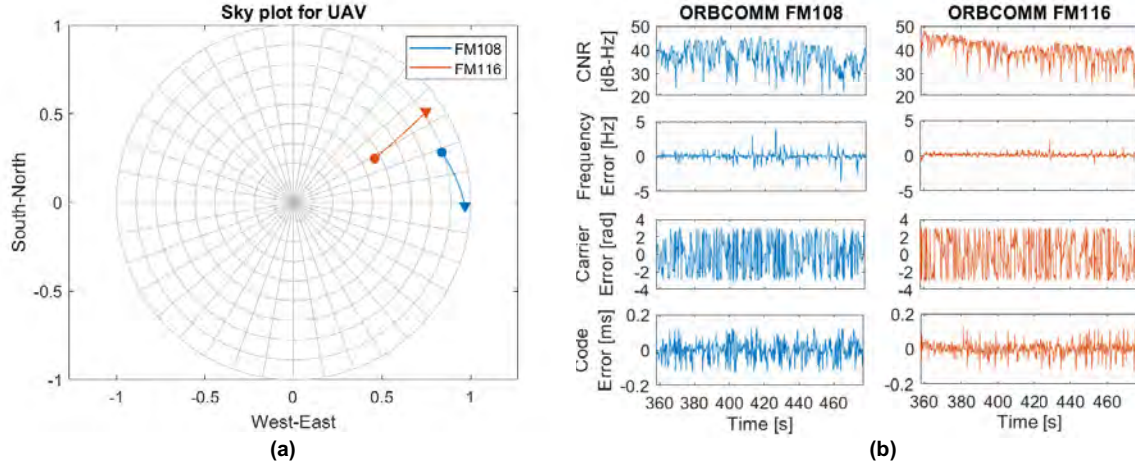 Sky plot for UAV
1
0.5
0
-0.5
-1
South-North
FM108
FM116
-1 -0.5 0 0.5 1
West-East
(a)
ORBCOMM FM108
CNR
[dB-Hz]
50
40
30
20
Frequency
Error [Hz]
5
0
-5
Carrier
Error [rad]
4
2
0
-2
-4
Code
Error [ms]
0.2
0
-0.2
360 380 400 420 440 460
Time [s]
ORBCOMM FM116
50
40
30
20
5
0
-5
4
2
0
-2
-4
0.2
0
-0.2
360 380 400 420 440 460
Time [s]
(b)